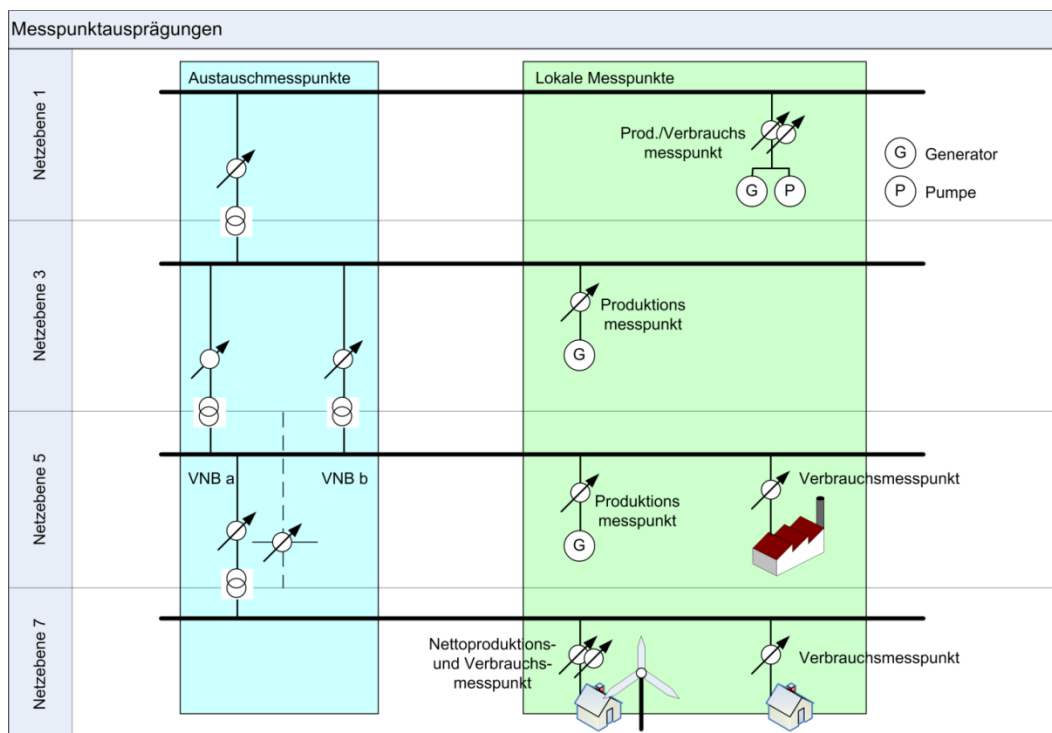 Messpunktausprägungen
Netzebene 1
Austauschmesspunkte
Lokale Messpunkte
Prod./Verbrauchs
messpunkt
G
P
G
Generator
P
Pumpe
Netzebene 3
Produktions
messpunkt
G
Netzebene 5
VNB a
VNB b
Produktions
messpunkt
G
Verbrauchsmesspunkt
Netzebene 7
Nettoproduktions-
und Verbrauchs-
messpunkt
Verbrauchsmesspunkt